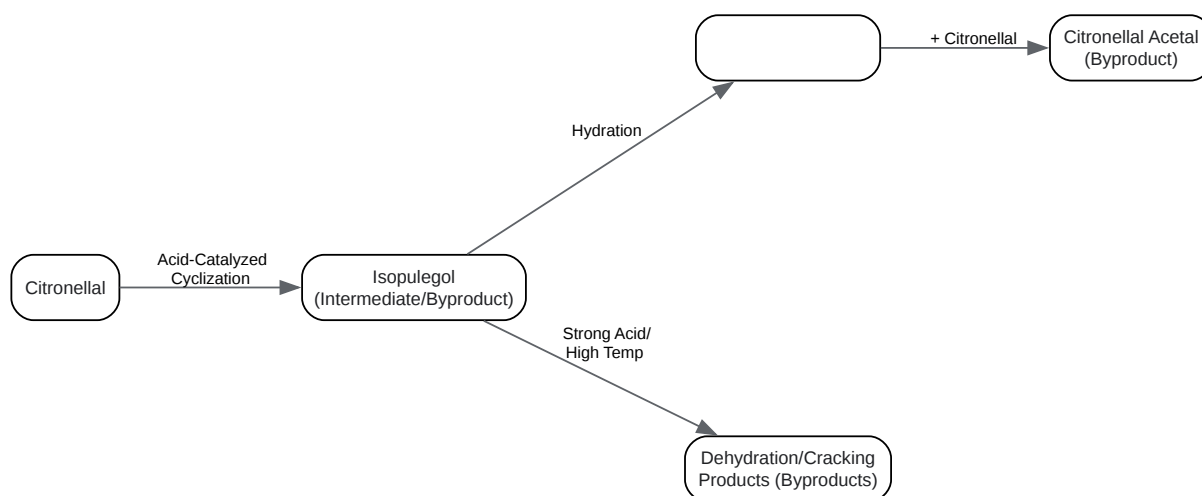 + Citronellal
Citronellal Acetal
(Byproduct)
Hydration
Citronellal
Acid-Catalyzed
Cyclization
Isopulegol
(Intermediate/Byproduct)
Strong Acid/
High Temp
Dehydration/Cracking
Products (Byproducts)